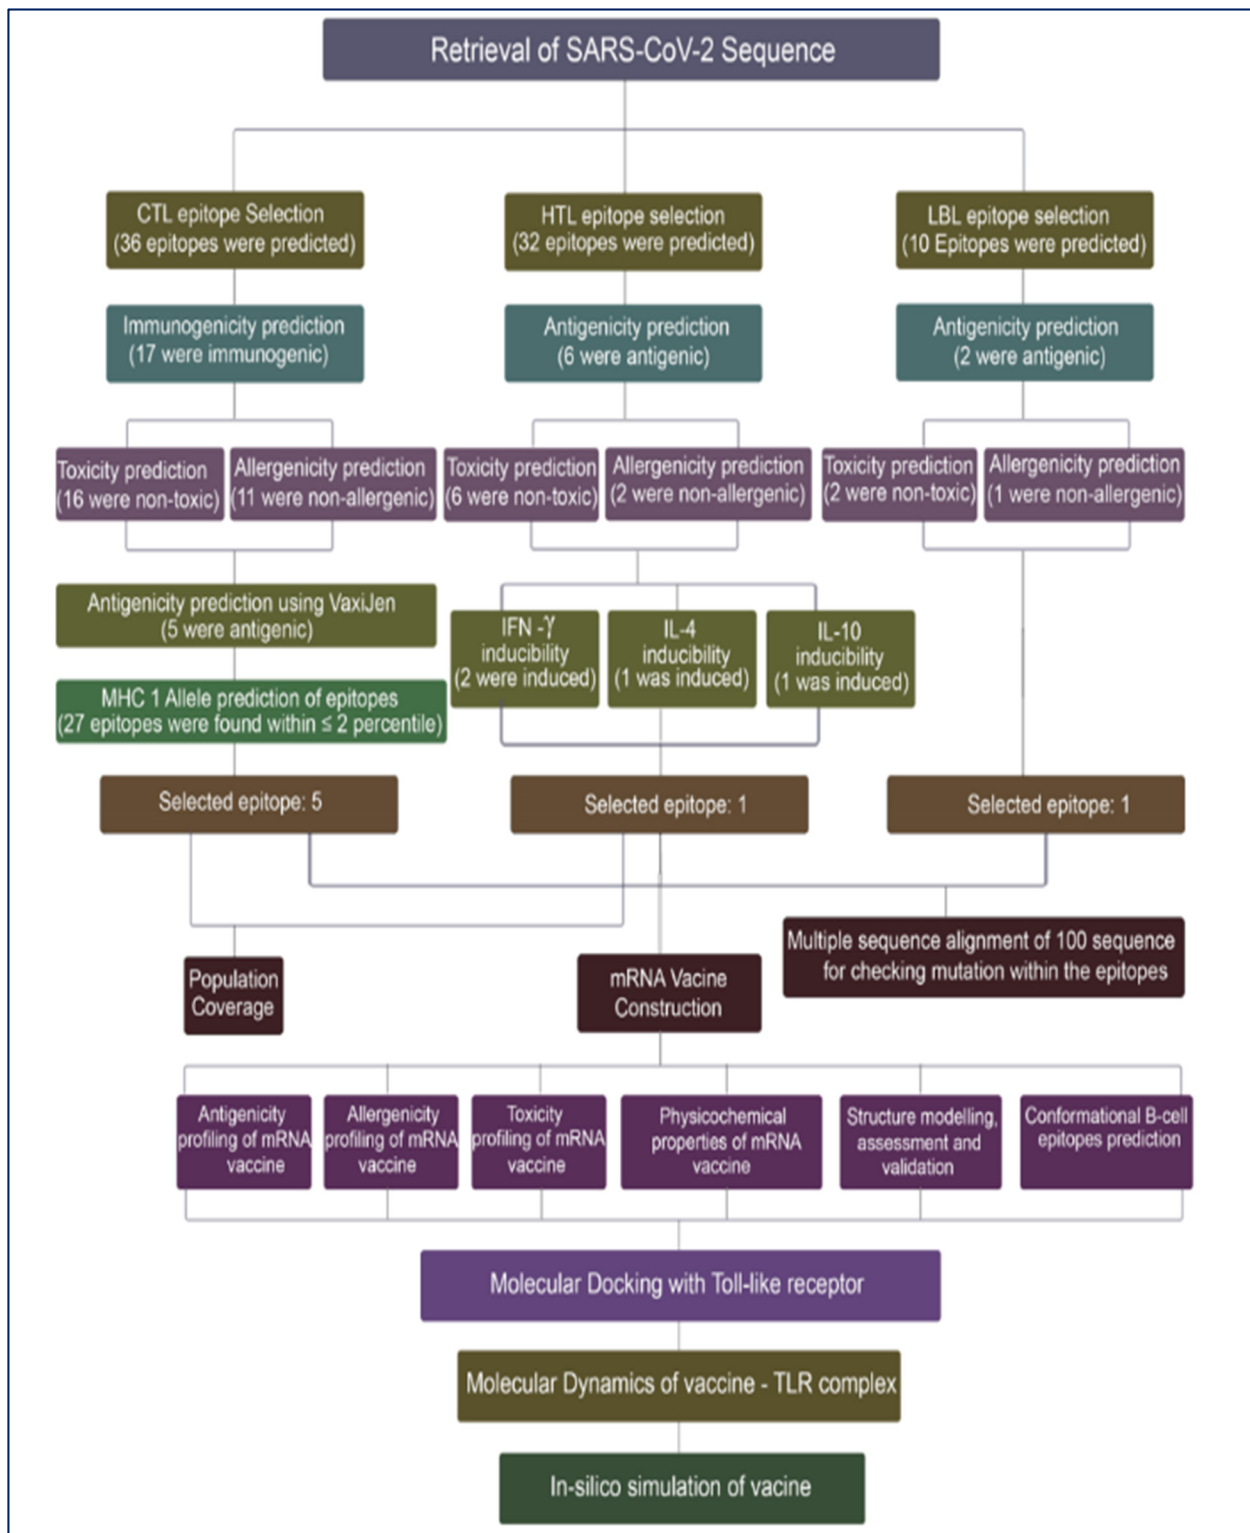 Retrieval of SARS-CoV-2 Sequence
CTL epitope Selection
(36 epitopes were predicted)
HTL epitope selection
(32 epitopes were predicted)
LBL epitope selection
(10 Epitopes were predicted)
Immunogenicity prediction
(17 were immunogenic)
Antigenicity prediction
(6 were antigenic)
Antigenicity prediction
(2 were antigenic)
Toxicity prediction
(16 were non-toxic)
Allergenicity prediction
(11 were non-allergenic)
Toxicity prediction
(6 were non-toxic)
Allergenicity prediction
(2 were non-allergenic)
Toxicity prediction
(2 were non-toxic)
Allergenicity prediction
(1 were non-allergenic)
Antigenicity prediction using VaxiJen
(5 were antigenic)
IFN -γ
inducibility
(2 were induced)
IL-4
inducibility
(1 was induced)
IL-10
inducibility
(1 was induced)
MHC 1 Allele prediction of epitopes
(27 epitopes were found within ≤ 2 percentile)
Selected epitope: 5
Selected epitope: 1
Selected epitope: 1
Population
Coverage
mRNA Vacine
Construction
Multiple sequence alignment of 100 sequence
for checking mutation within the epitopes
Antigenicity
profiling of mRNA
vaccine
Allergenicity
profiling of mRNA
vaccine
Toxicity
profiling of mRNA
vaccine
Physicochemical
properties of mRNA
vaccine
Structure modelling,
assessment and
validation
Conformational B-cell
epitopes prediction
Molecular Docking with Toll-like receptor
Molecular Dynamics of vaccine - TLR complex
In-silico simulation of vacine